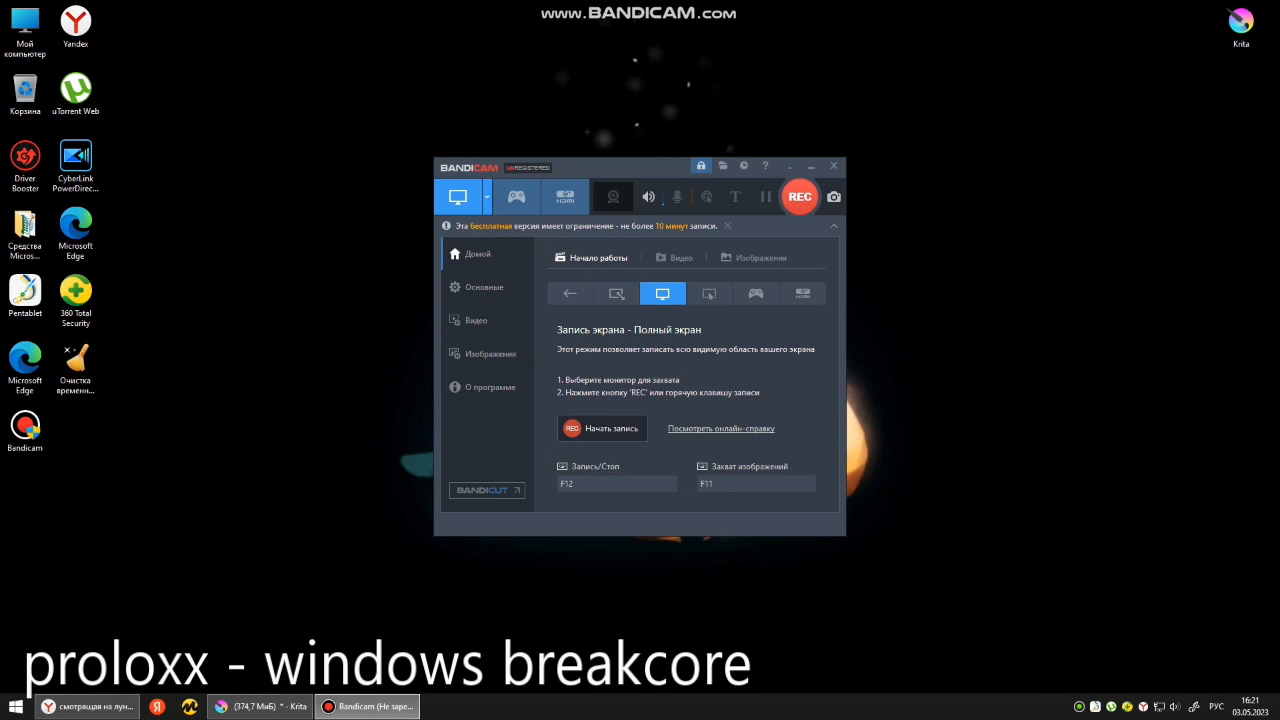 www.BANDICAM.com
Мой компьютер
Yandex
Krita
Корзина
uTorrent Web
Driver Booster
CyberLink PowerDirec...
Средства Micros...
Microsoft Edge
Pentablet
360 Total Security
Microsoft Edge
Очистка временн...
Bandicam
BANDICAM UNREGISTERED
HDMI
T
REC
Эта бесплатная версия имеет ограничение - не более 10 минут записи.
Домой
Основные
Видео
Изображения
О программе
BANDICUT
Начало работы
Видео
Изображения
HDMI
Запись экрана - Полный экран
Этот режим позволяет записать всю видимую область вашего экрана
1. Выберите монитор для захвата
2. Нажмите кнопку 'REC' или горячую клавишу записи
REC Начать запись
Посмотреть онлайн-справку
Запись/Стоп
Захват изображений
F12
F11
proloxx - windows breakcore
смотрящая на лун...
(374,7 МиБ) * - Krita
Bandicam (Не заре...
РУС
16:21
03.05.2023